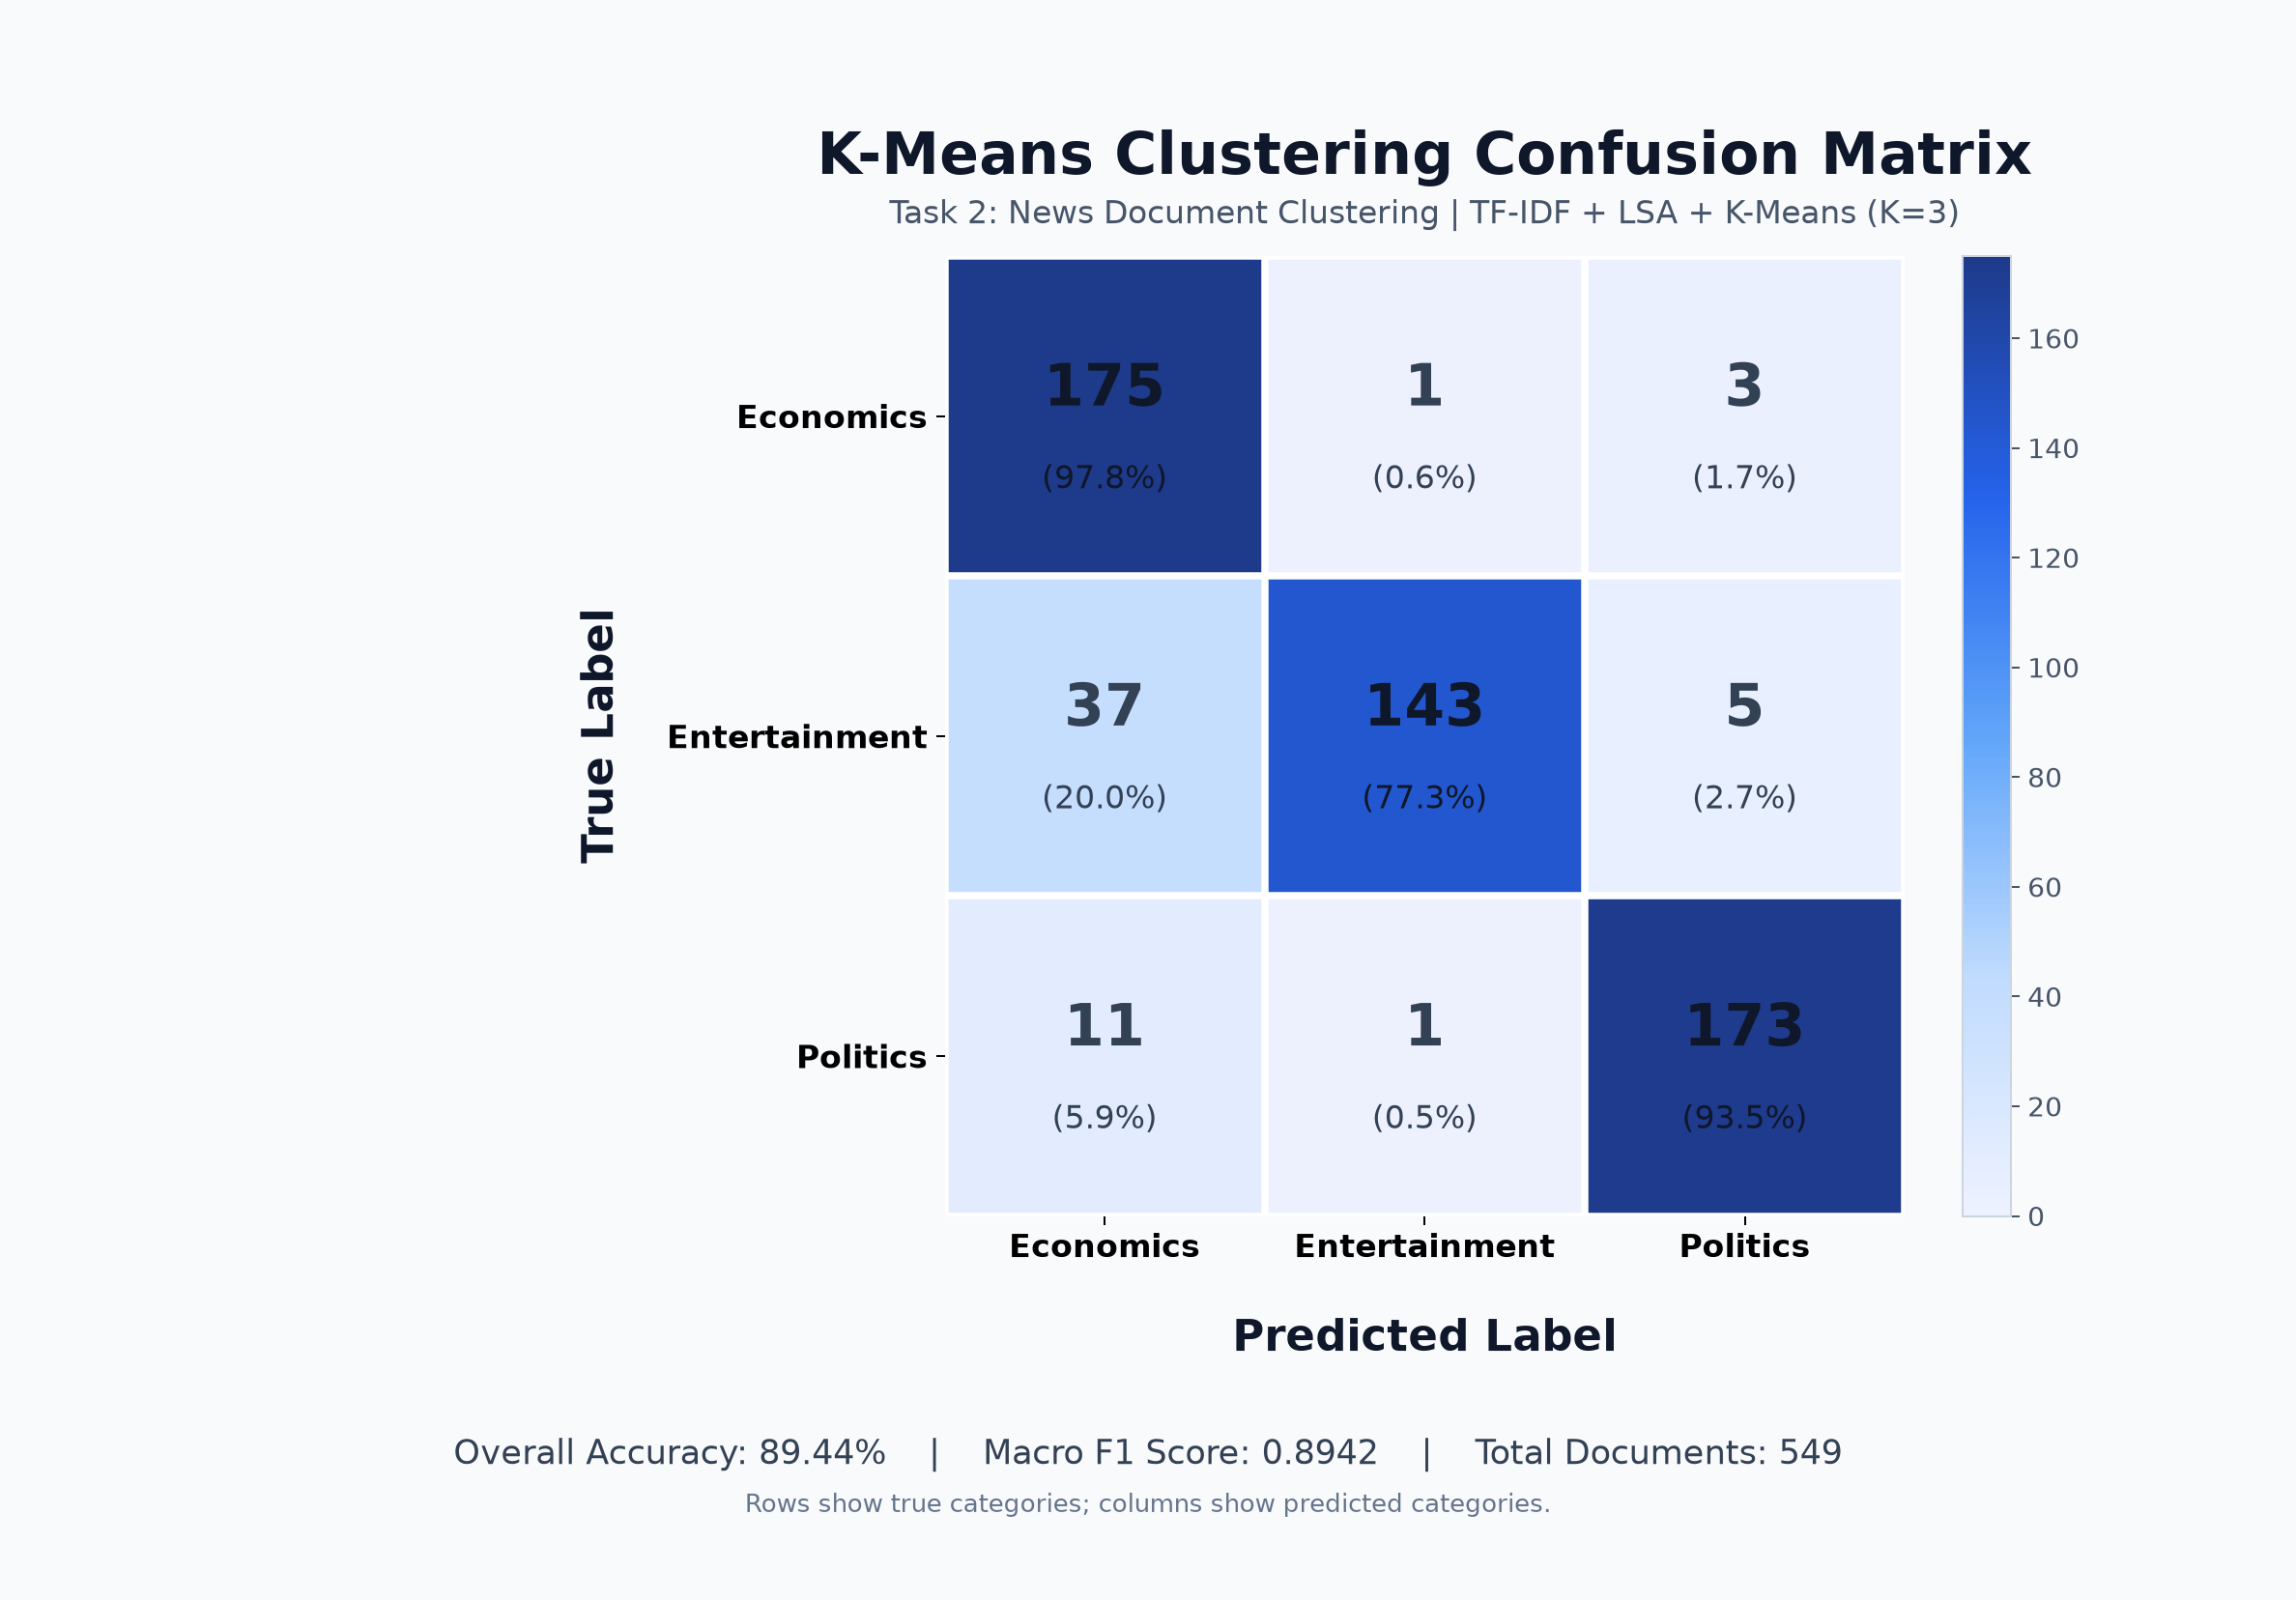 K-Means Clustering Confusion Matrix
Task 2: News Document Clustering | TF-IDF + LSA + K-Means (K=3)
True Label
Economics
175
(97.8%)
1
(0.6%)
3
(1.7%)
Entertainment
37
(20.0%)
143
(77.3%)
5
(2.7%)
Politics
11
(5.9%)
1
(0.5%)
173
(93.5%)
Economics
Entertainment
Politics
Predicted Label
160
140
120
100
80
60
40
20
0
Overall Accuracy: 89.44% | Macro F1 Score: 0.8942 | Total Documents: 549
Rows show true categories; columns show predicted categories.